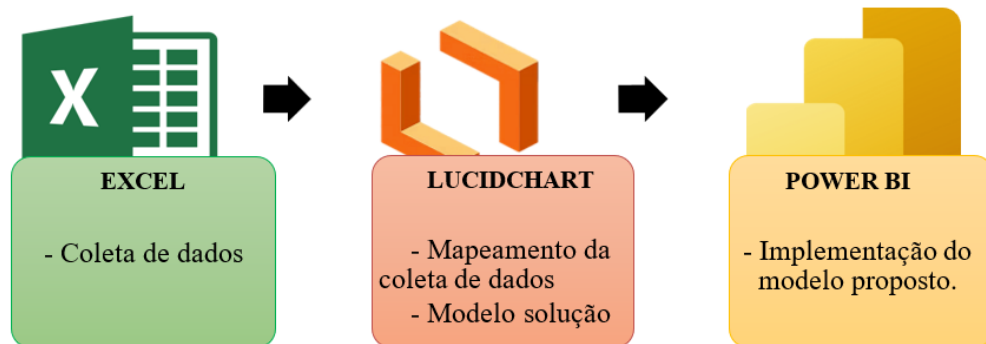 X
EXCEL
- Coleta de dados
LUCIDCHART
- Mapeamento da
coleta de dados
- Modelo solução
POWER BI
- Implementação do
modelo proposto.